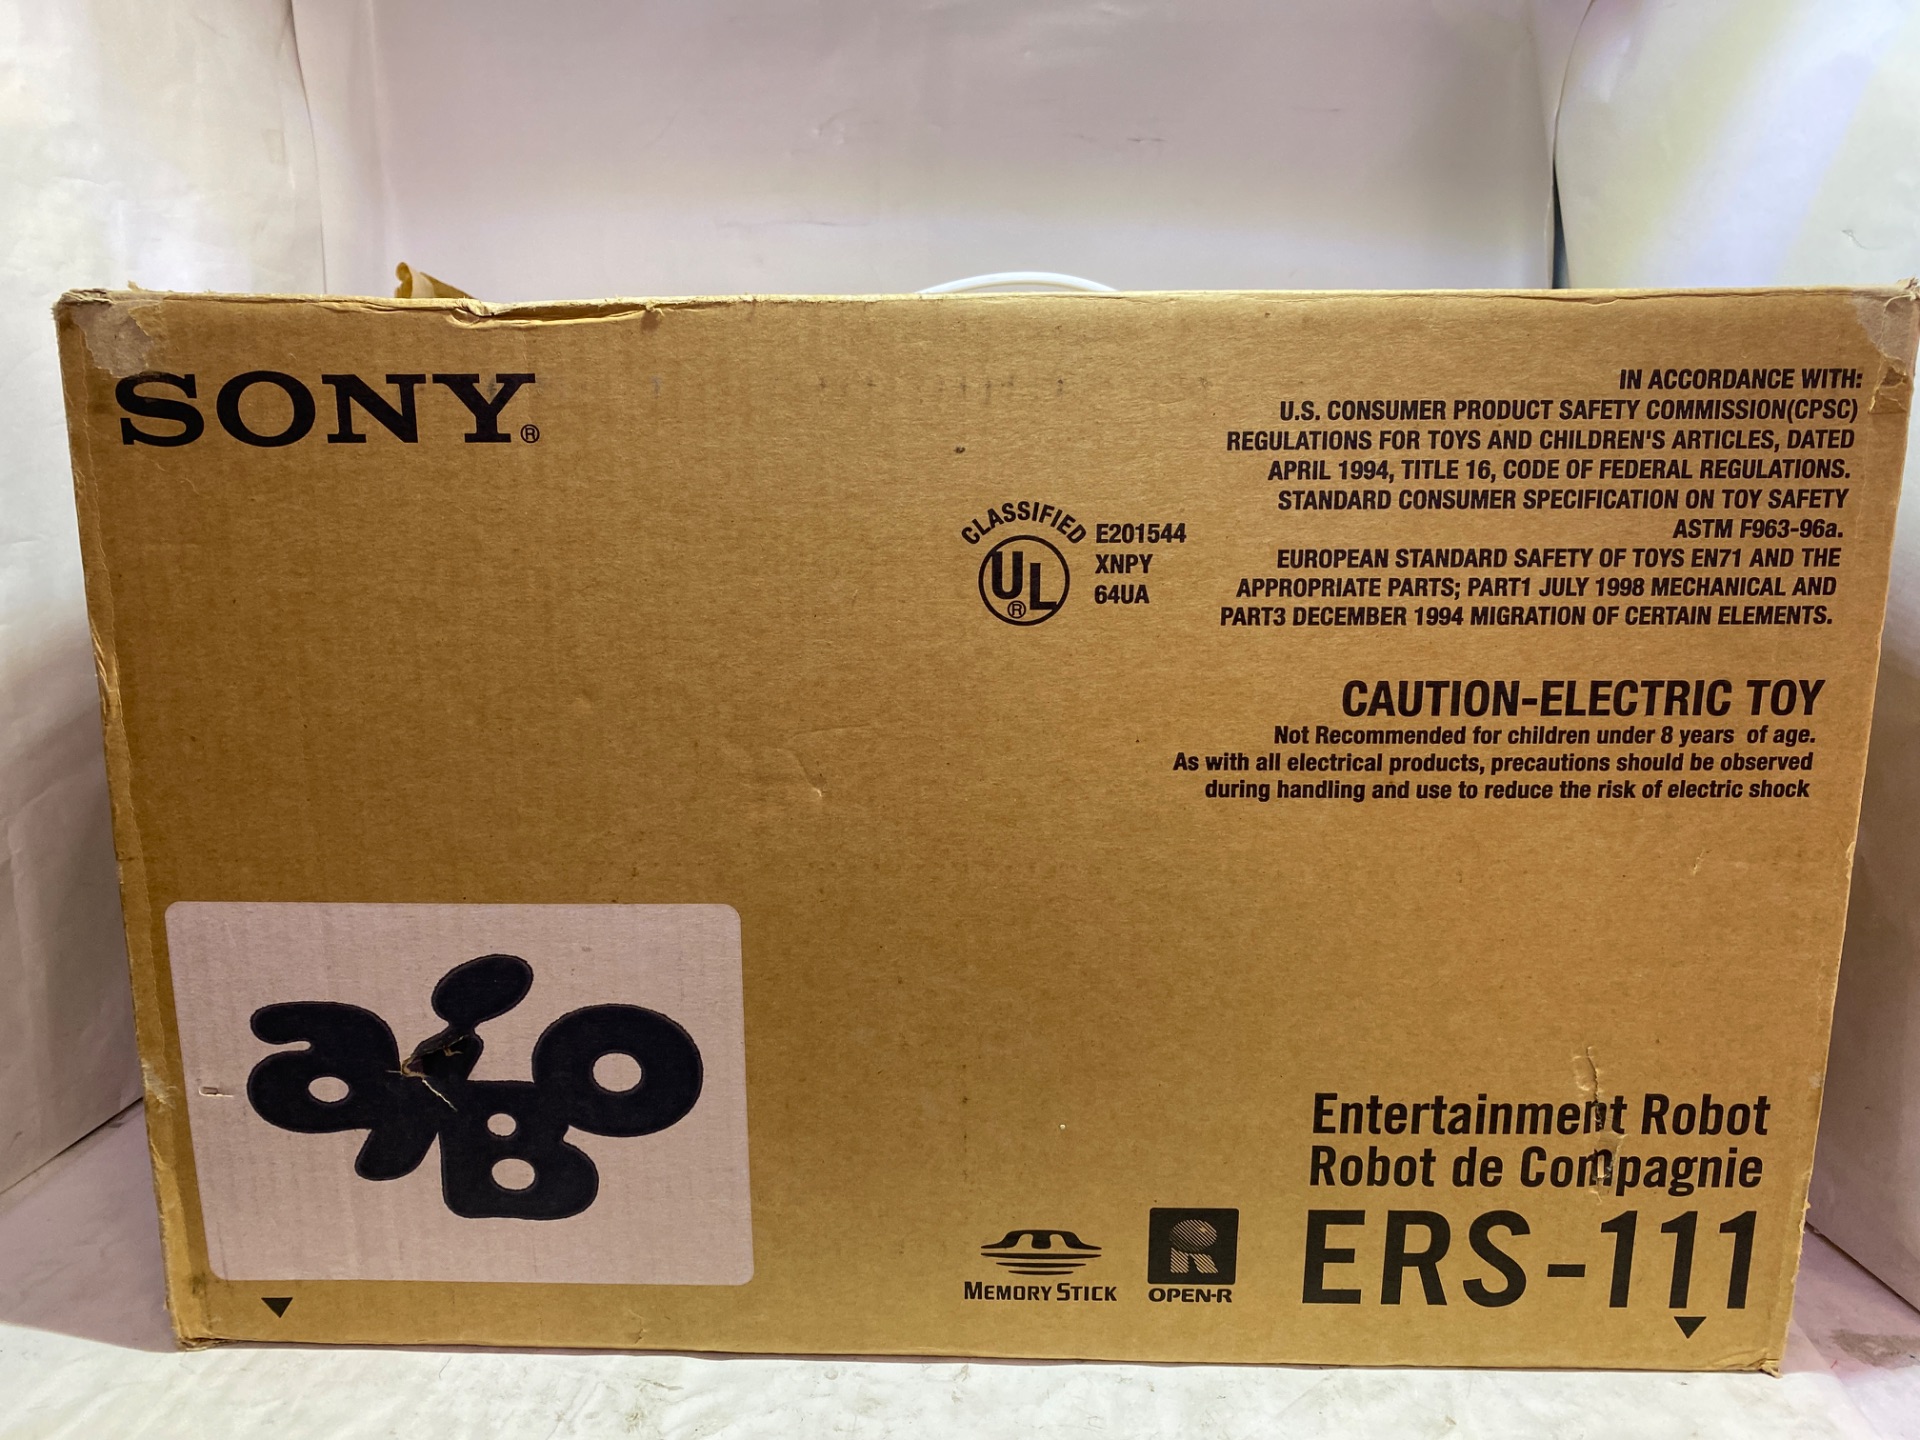 SONY®
IN ACCORDANCE WITH:
U.S. CONSUMER PRODUCT SAFETY COMMISSION(CPSC)
REGULATIONS FOR TOYS AND CHILDREN'S ARTICLES, DATED
APRIL 1994, TITLE 16, CODE OF FEDERAL REGULATIONS.
STANDARD CONSUMER SPECIFICATION ON TOY SAFETY
ASTM F963-96a.
EUROPEAN STANDARD SAFETY OF TOYS EN71 AND THE
APPROPRIATE PARTS; PART1 JULY 1998 MECHANICAL AND
PART3 DECEMBER 1994 MIGRATION OF CERTAIN ELEMENTS.
CLASSIFIED
UL®
E201544
XNPY
64UA
CAUTION-ELECTRIC TOY
Not Recommended for children under 8 years of age.
As with all electrical products, precautions should be observed
during handling and use to reduce the risk of electric shock
aiBo
Entertainment Robot
Robot de Compagnie
ERS-111
MEMORY STICK
R
OPEN-R